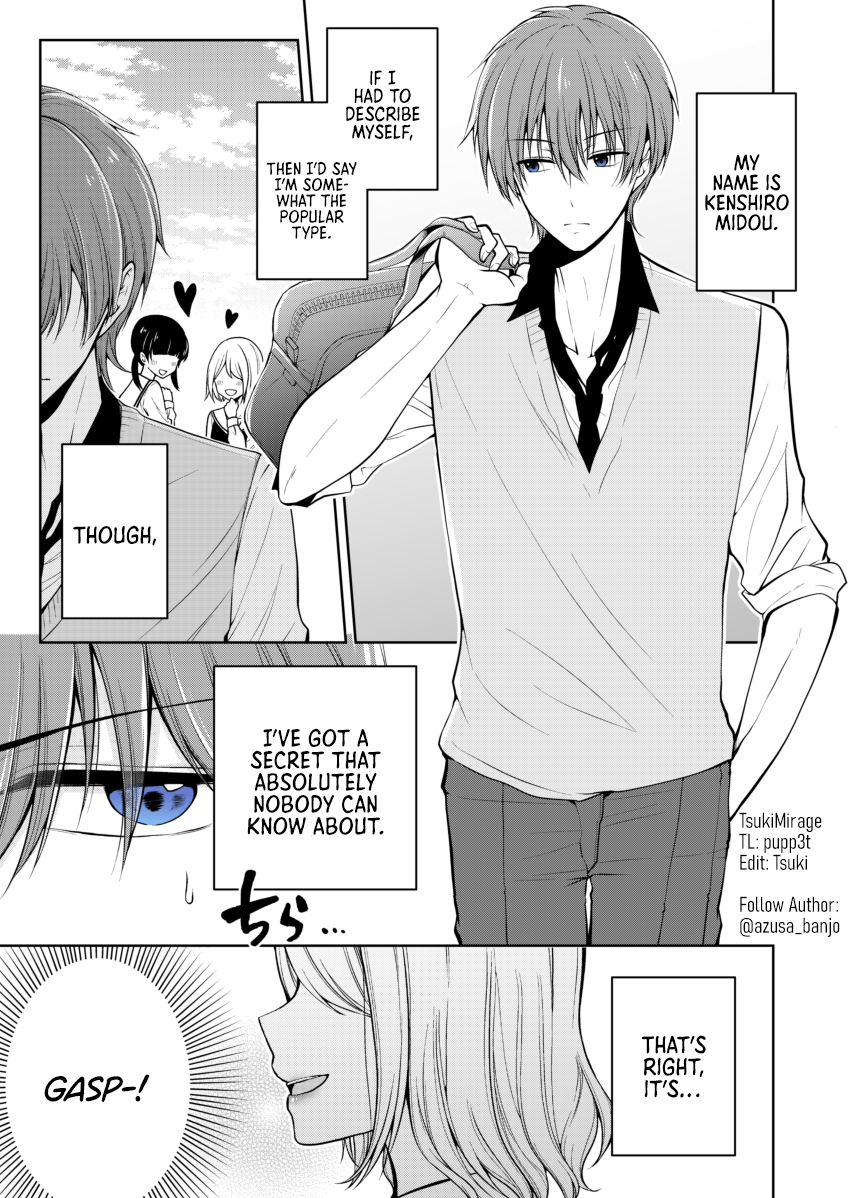 MY
NAME IS
KENSHIRO
MIDOU.
IF I
HAD TO
DESCRIBE
MYSELF,
THEN I'D SAY
I'M SOME-
WHAT THE
POPULAR
TYPE.
THOUGH,
I'VE GOT A
SECRET THAT
ABSOLUTELY
NOBODY CAN
KNOW ABOUT.
ちら...
TsukiMirage
TL: pupp3t
Edit: Tsuki
Follow Author:
@azusa_banjo
THAT'S
RIGHT,
IT'S...
GASP-!